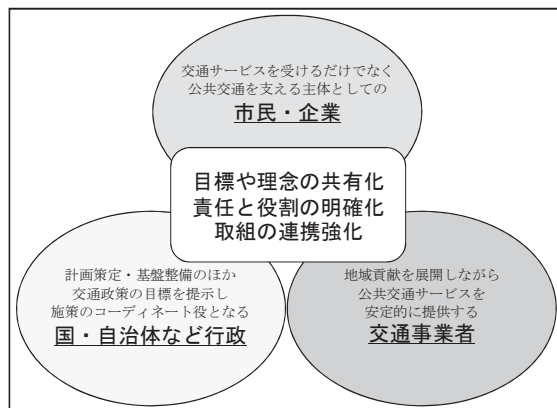 交通サービスを受けるだけでなく
公共交通を支える主体としての
市民・企業
目標や理念の共有化
責任と役割の明確化
取組の連携強化
計画策定・基盤整備のほか
交通政策の目標を提示し
施策のコーディネート役となる
国・自治体など行政
地域貢献を展開しながら
公共交通サービスを
安定的に提供する
交通事業者